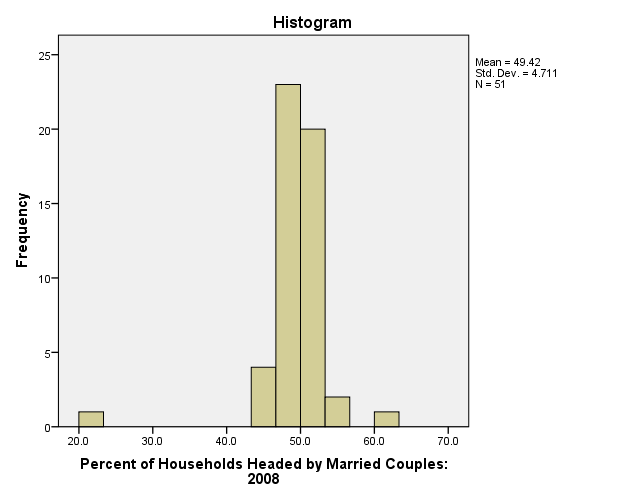 Histogram
25
20
15
10
5
0
Frequency
20.0 30.0 40.0 50.0 60.0 70.0
Percent of Households Headed by Married Couples:
2008
Mean = 49.42
Std. Dev. = 4.711
N = 51